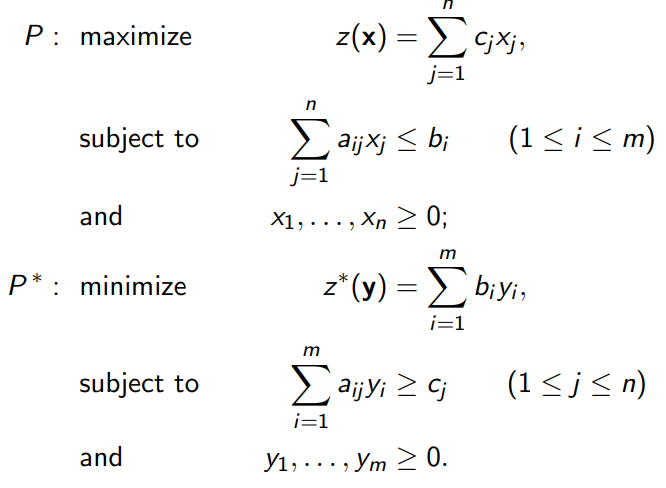 P : maximize z(𝐱) = ∑_{j=1}^{n} c_j x_j,
subject to ∑_{j=1}^{n} a_{ij} x_j ≤ b_i (1 ≤ i ≤ m)
and x_1, . . . , x_n ≥ 0;
P* : minimize z*(𝐲) = ∑_{i=1}^{m} b_i y_i,
subject to ∑_{i=1}^{m} a_{ij} y_i ≥ c_j (1 ≤ j ≤ n)
and y_1, . . . , y_m ≥ 0.